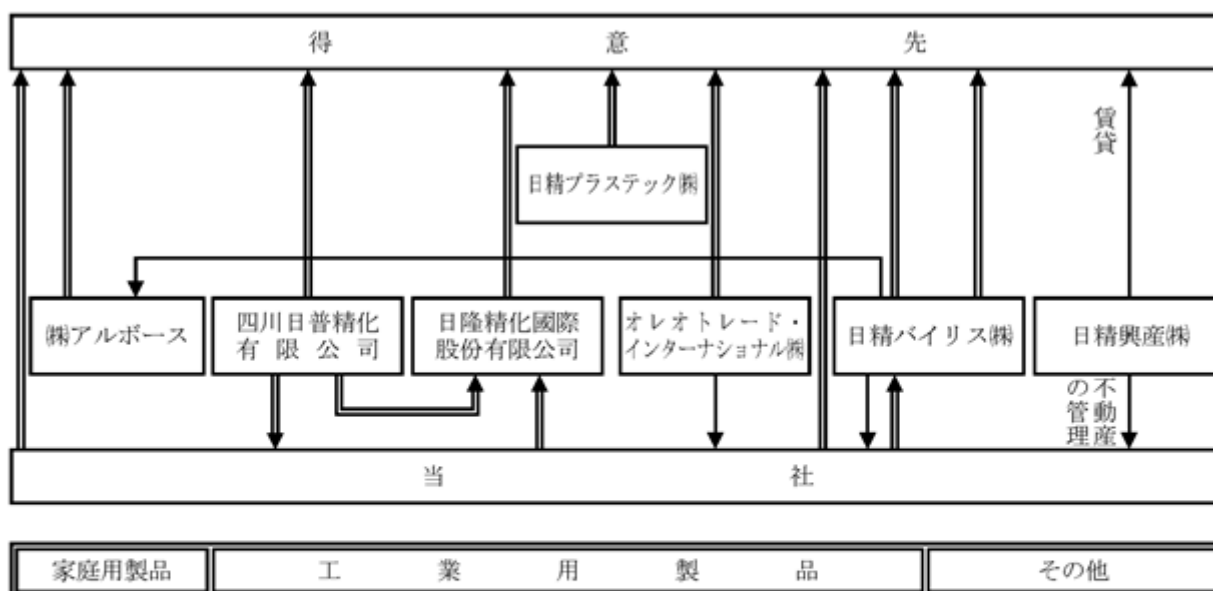 得意先
賃貸
日精プラステック㈱
㈱アルボース
四川日普精化
有限公司
日隆精化國際
股份有限公司
オレオトレード・
インターナショナル㈱
日精バイリス㈱
日精興産㈱
不動産
の管理
当社
家庭用製品
工業用製品
その他